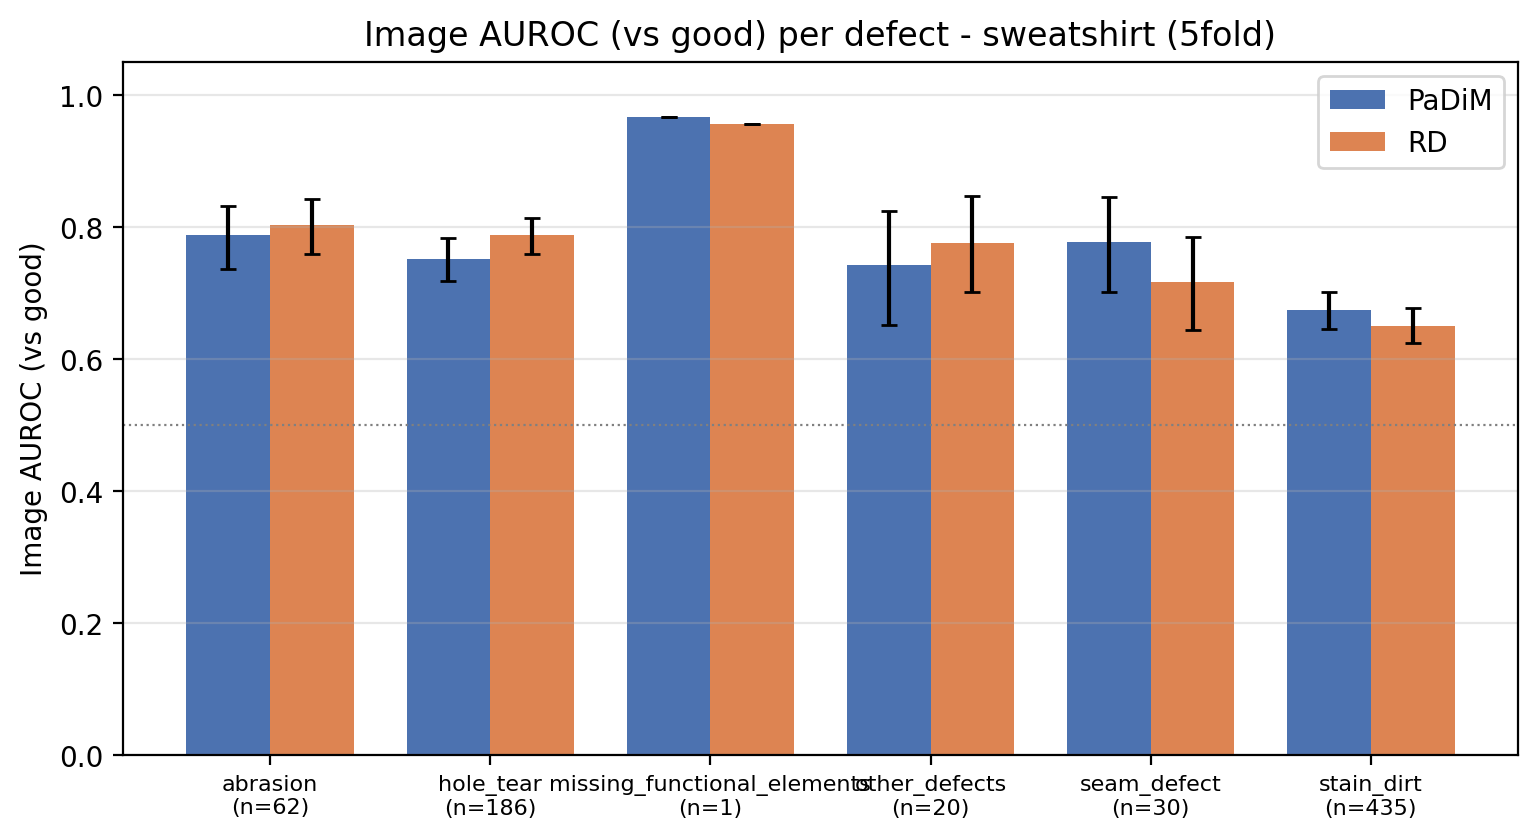 Image AUROC (vs good) per defect - sweatshirt (5fold)
PaDiM
RD
Image AUROC (vs good)
1.0
0.8
0.6
0.4
0.2
0.0
abrasion
(n=62)
hole_tear
(n=186)
missing_functional_elements
(n=1)
other_defects
(n=20)
seam_defect
(n=30)
stain_dirt
(n=435)